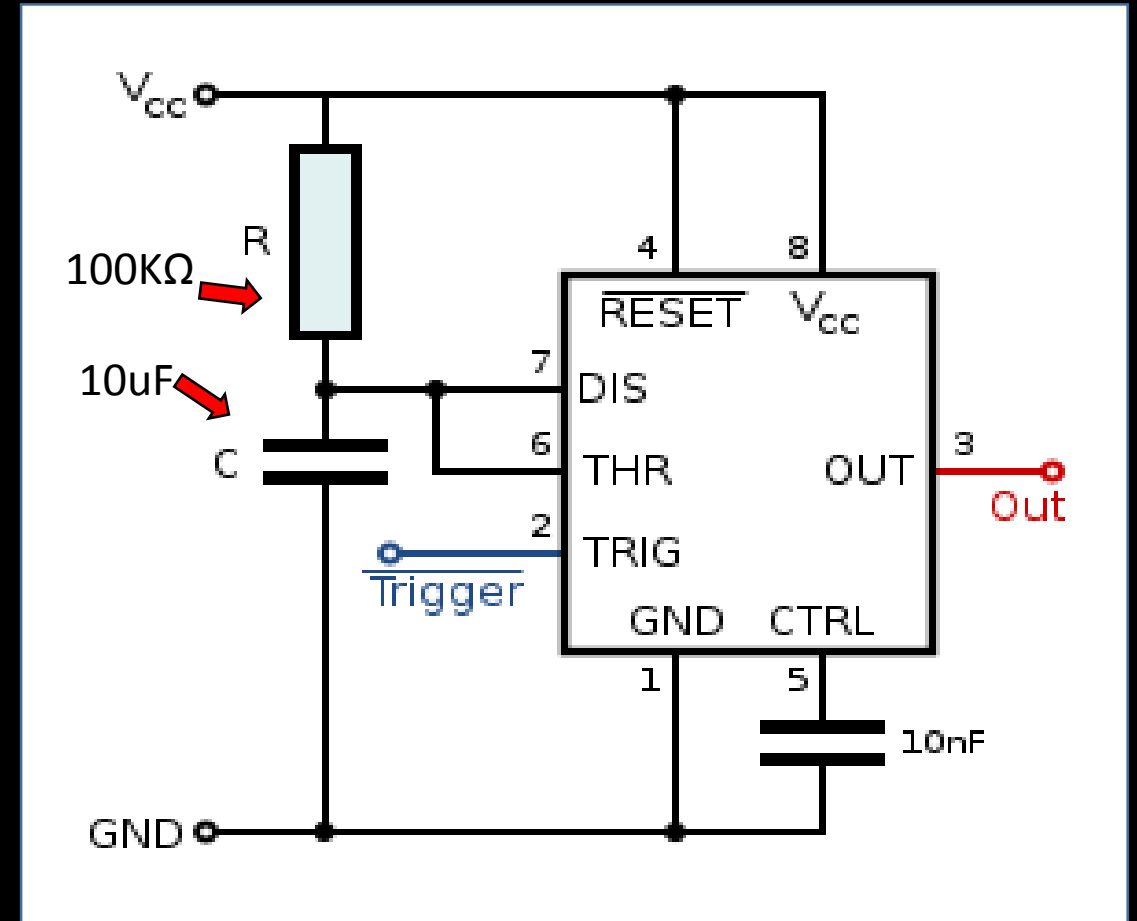 VCC
R
100KΩ
10uF
C
4
8
RESET
VCC
7
DIS
6
THR
2
TRIG
Trigger
OUT
3
Out
GND
CTRL
1
5
10nF
GND